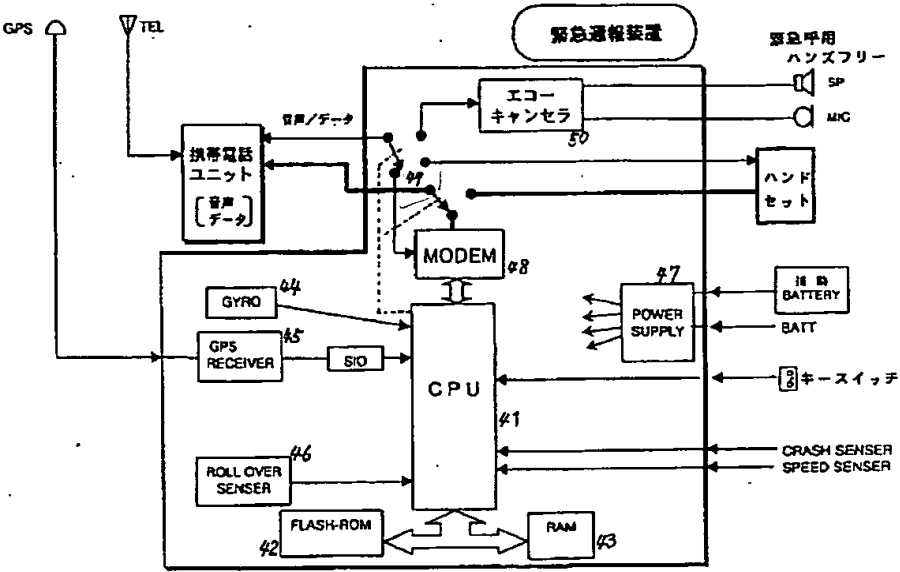 GPS
TEL
緊急通報装置
緊急呼用
ハンズフリー
SP
MIC
エコー
キャンセラ
50
音声/データ
携帯電話
ユニット
音声
データ
49
ハンド
セット
MODEM
48
GYRO
44
GPS
RECEIVER
45
SIO
CPU
41
47
POWER
SUPPLY
補助
BATTERY
BATT
キースイッチ
CRASH SENSER
SPEED SENSER
ROLL OVER
SENSER
46
FLASH-ROM
42
RAM
43